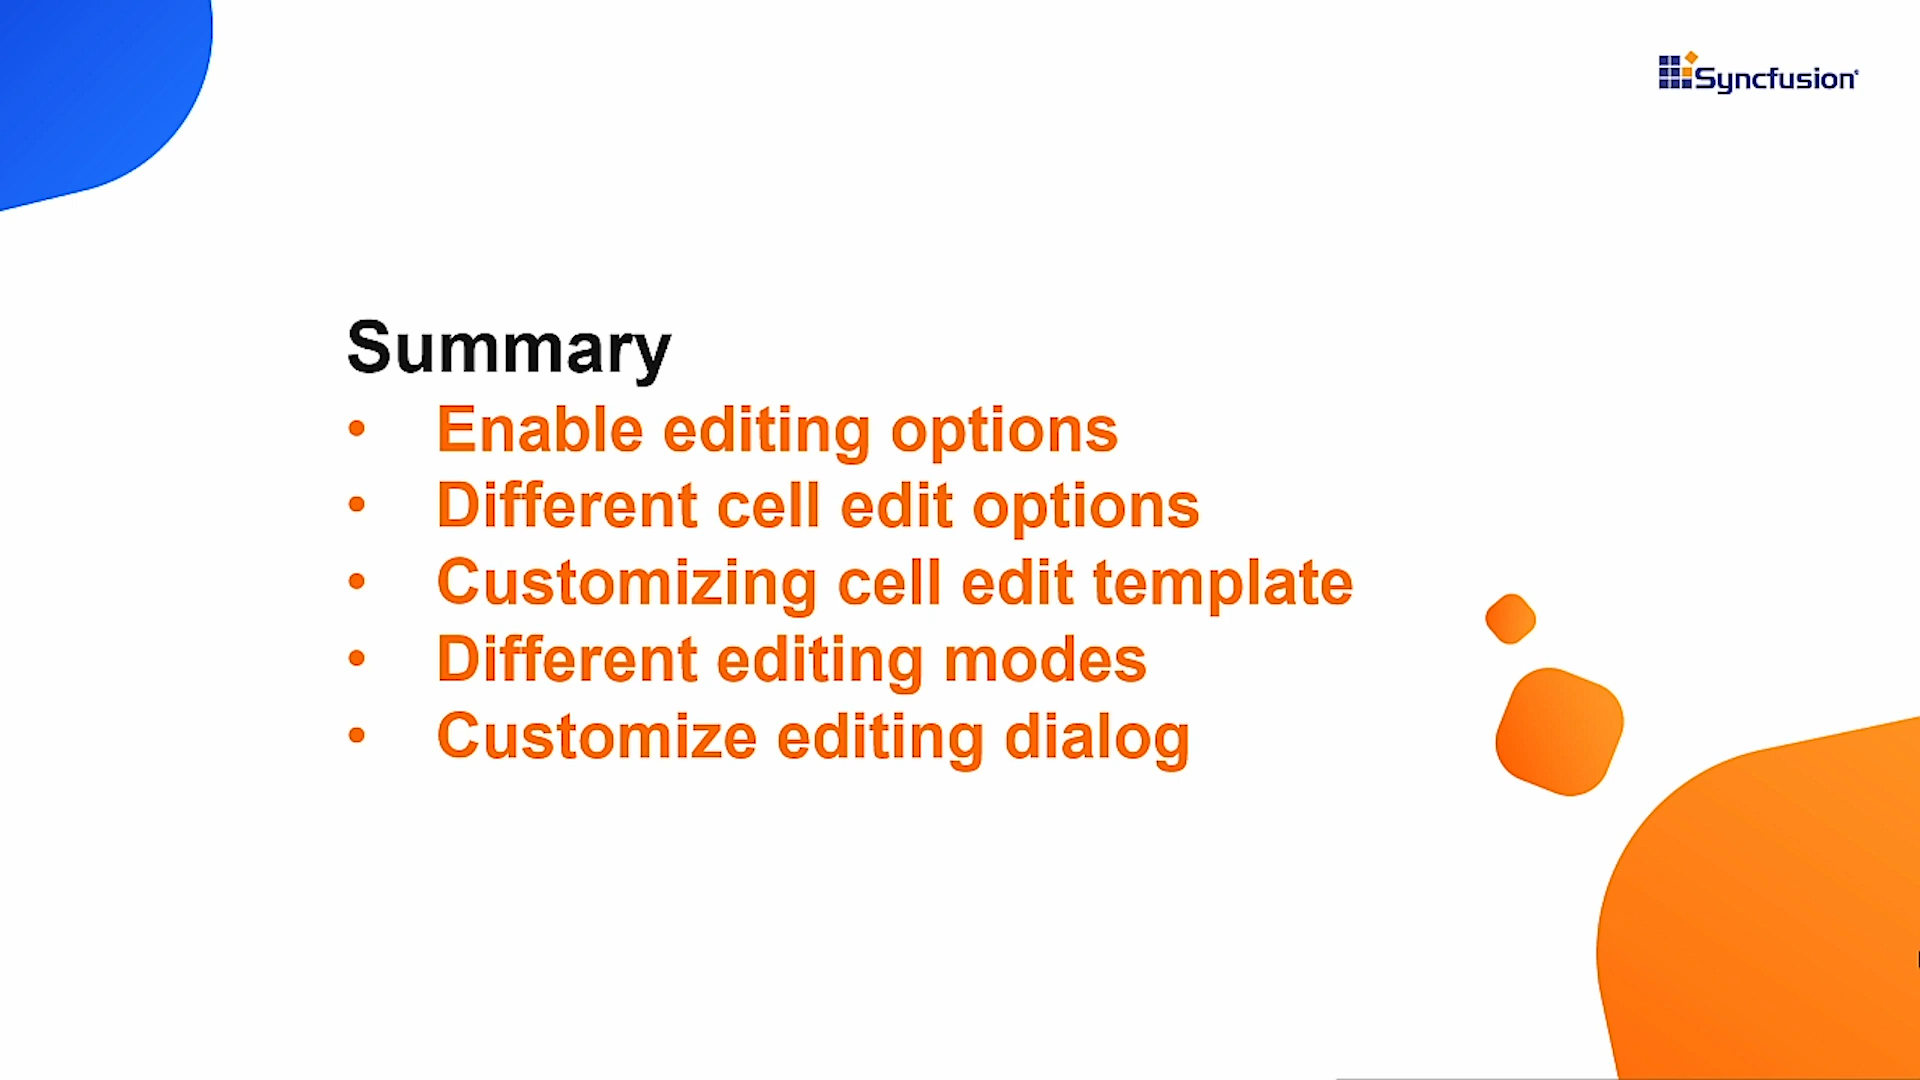 Syncfusion®
Summary
• Enable editing options
• Different cell edit options
• Customizing cell edit template
• Different editing modes
• Customize editing dialog